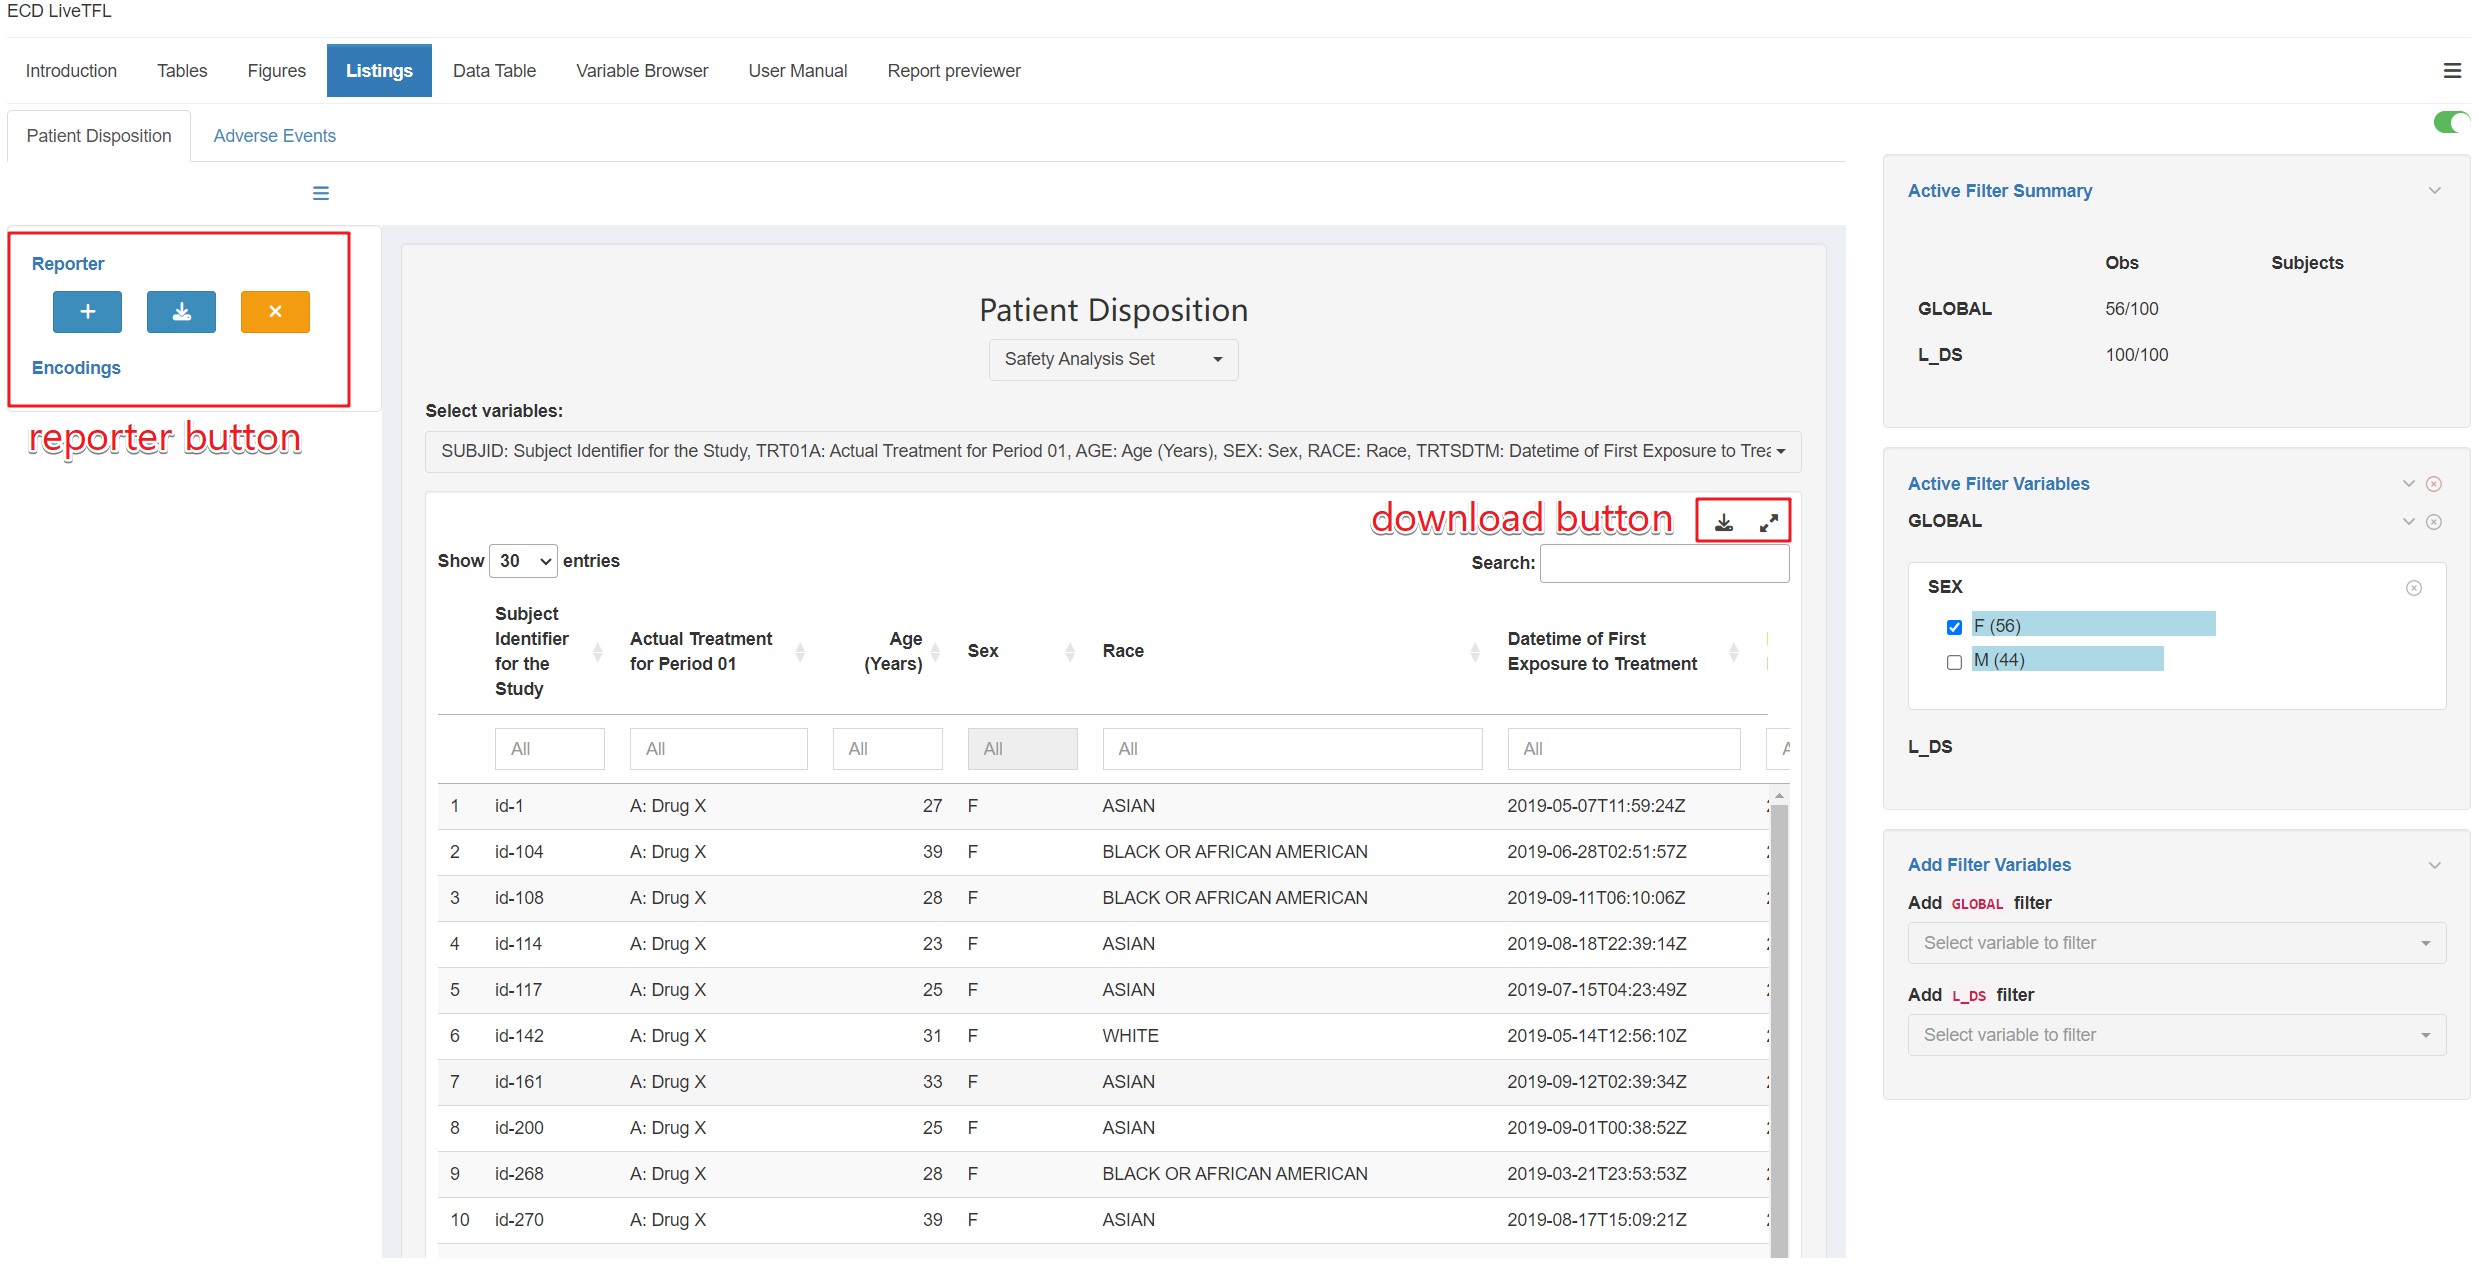 ECD LiveTFL
Introduction Tables Figures Listings Data Table Variable Browser User Manual Report previewer
Patient Disposition Adverse Events
Reporter
Encodings
reporter button
Patient Disposition
Safety Analysis Set
Select variables:
SUBJID: Subject Identifier for the Study, TRT01A: Actual Treatment for Period 01, AGE: Age (Years), SEX: Sex, RACE: Race, TRTSDTM: Datetime of First Exposure to
download button
Show 30 entries
Search:
Subject Identifier for the Study Actual Treatment for Period 01 Age (Years) Sex Race Datetime of First Exposure to Treatment
All All All All All All
1 id-1 A: Drug X 27 F ASIAN 2019-05-07T11:59:24Z
2 id-104 A: Drug X 39 F BLACK OR AFRICAN AMERICAN 2019-06-28T02:51:57Z
3 id-108 A: Drug X 28 F BLACK OR AFRICAN AMERICAN 2019-09-11T06:10:06Z
4 id-114 A: Drug X 23 F ASIAN 2019-08-18T22:39:14Z
5 id-117 A: Drug X 25 F ASIAN 2019-07-15T04:23:49Z
6 id-142 A: Drug X 31 F WHITE 2019-05-14T12:56:10Z
7 id-161 A: Drug X 33 F ASIAN 2019-09-12T02:39:34Z
8 id-200 A: Drug X 25 F ASIAN 2019-09-01T00:38:52Z
9 id-268 A: Drug X 28 F BLACK OR AFRICAN AMERICAN 2019-03-21T23:53:53Z
10 id-270 A: Drug X 39 F ASIAN 2019-08-17T15:09:21Z
Active Filter Summary
Obs Subjects
GLOBAL 56/100
L_DS 100/100
Active Filter Variables
GLOBAL
SEX
F (56)
M (44)
L_DS
Add Filter Variables
Add GLOBAL filter
Select variable to filter
Add L_DS filter
Select variable to filter